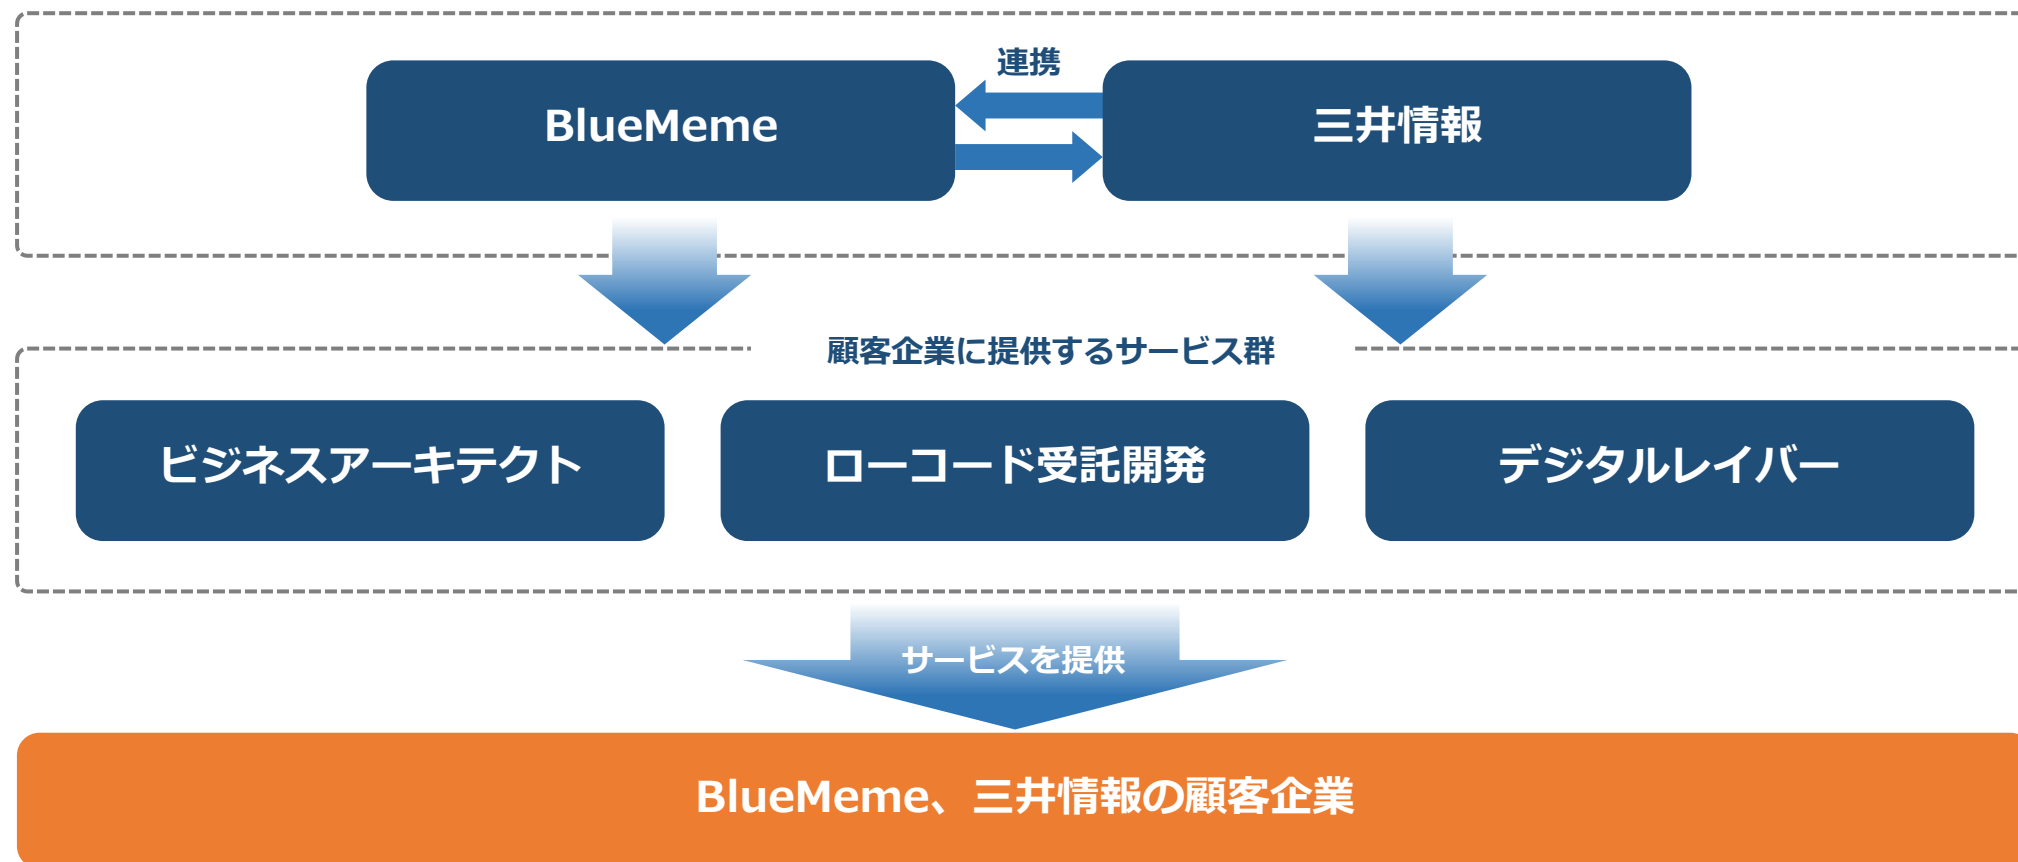 連携
BlueMeme
三井情報
顧客企業に提供するサービス群
ビジネスアーキテクト
ローコード受託開発
デジタルレイバー
サービスを提供
BlueMeme、三井情報の顧客企業